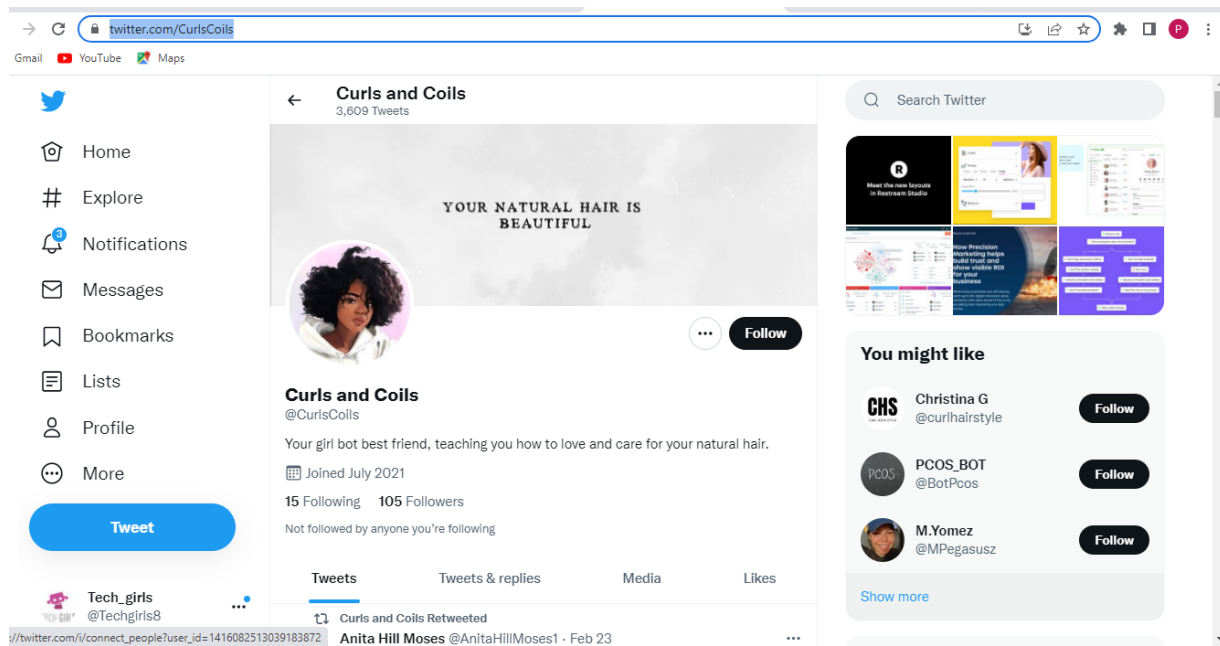 twitter.com/CurlsCoils
P
Gmail
YouTube
Maps
Home
Explore
3
Notifications
Messages
Bookmarks
Lists
Profile
More
Tweet
Tech_girls
@Techgirls8
://twitter.com/i/connect_people?user_id=1416082513039183872
Curls and Coils
3,609 Tweets
YOUR NATURAL HAIR IS
BEAUTIFUL
Follow
Curls and Coils
@CurlsCoils
Your girl bot best friend, teaching you how to love and care for your natural hair.
Joined July 2021
15 Following 105 Followers
Not followed by anyone you're following
Tweets Tweets & replies Media Likes
Curls and Coils Retweeted
Anita Hill Moses @AnitaHillMoses1 · Feb 23
Search Twitter
R
Meet the new layouts
in Restream Studio
How Precision
Marketing helps
build trust and
show visible ROI
for your
business
You might like
CHS
Christina G
@curlhairstyle
Follow
PCOS
PCOS_BOT
@BotPcos
Follow
M.Yomez
@MPegasusz
Follow
Show more